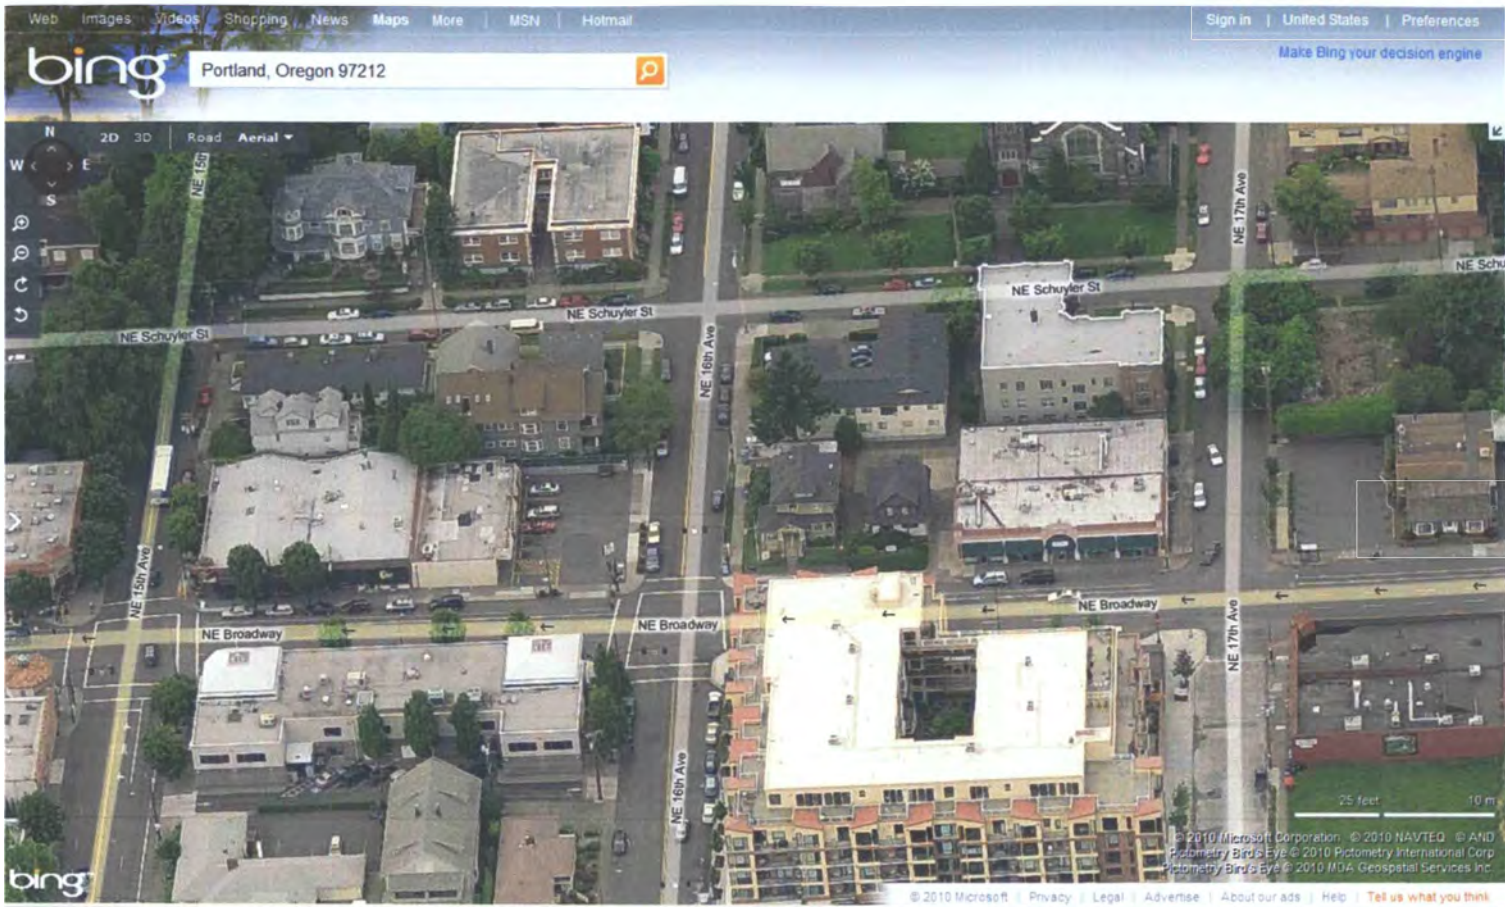 Web Images Videos Shopping News Maps More | MSN | Hotmail
Sign in | United States | Preferences
bing
Portland, Oregon 97212
Make Bing your decision engine
N
2D 3D | Road Aerial
W E
S
NE 15th
NE 17th Ave
NE Schu
NE Schuyler St
NE Schuyler St
NE Schuyler St
NE 16th Ave
NE 15th Ave
NE Broadway
NE Broadway
NE Broadway
NE 17th Ave
NE 16th Ave
25 feet 10 m
© 2010 Microsoft Corporation © 2010 NAVTEQ © AND
Pictometry Bird's Eye © 2010 Pictometry International Corp
Pictometry Bird's Eye © 2010 MDA Geospatial Services Inc.
bing
© 2010 Microsoft | Privacy | Legal | Advertise | About our ads | Help | Tell us what you think